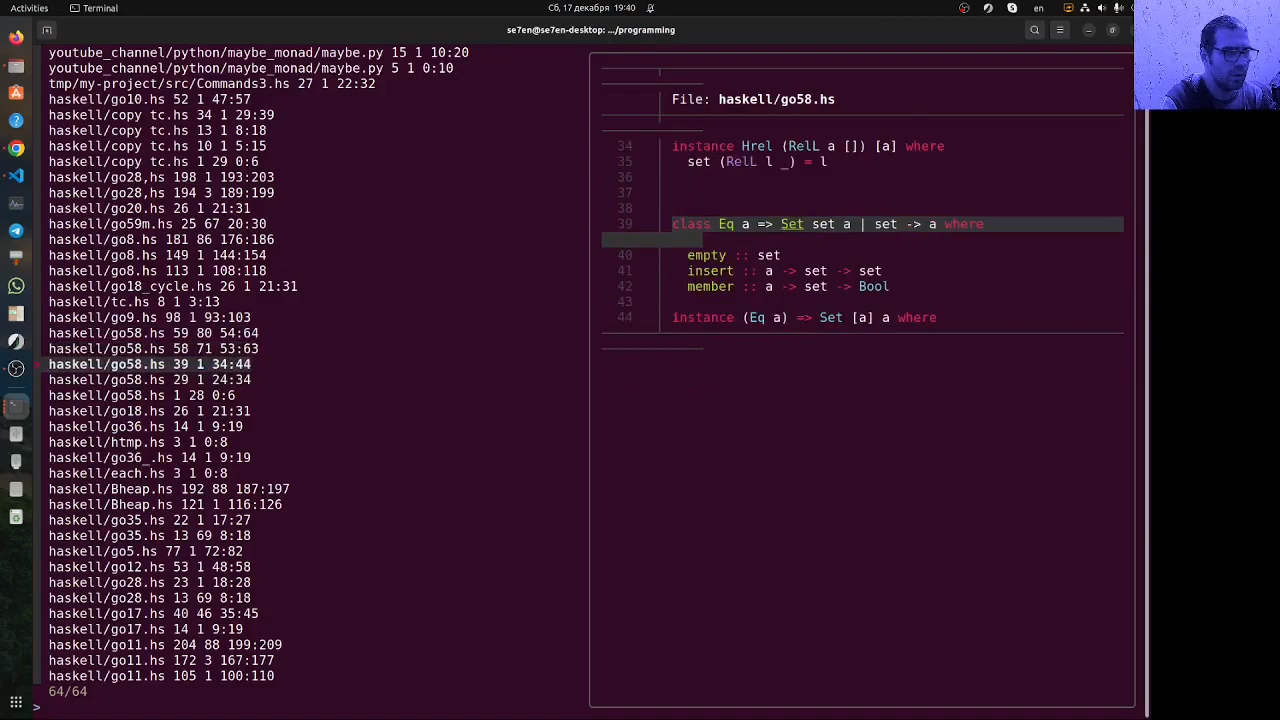 Activities Terminal Сб, 17 декабря 19:40 en
se7en@se7en-desktop: .../programming
youtube_channel/python/maybe_monad/maybe.py 15 1 10:20
youtube_channel/python/maybe_monad/maybe.py 5 1 0:10
tmp/my-project/src/Commands3.hs 27 1 22:32
haskell/go10.hs 52 1 47:57
haskell/copy tc.hs 34 1 29:39
haskell/copy tc.hs 13 1 8:18
haskell/copy tc.hs 10 1 5:15
haskell/copy tc.hs 1 29 0:6
haskell/go28, 198 1 193:203
haskell/go28, 194 3 189:199
haskell/go20.hs 26 1 21:31
haskell/go59m.hs 25 67 20:30
haskell/go8.hs 181 86 176:186
haskell/go8.hs 149 1 144:154
haskell/go8.hs 113 1 108:118
haskell/go18_cycle.hs 26 1 21:31
haskell/tc.hs 8 1 3:13
haskell/go9.hs 98 1 93:103
haskell/go58.hs 59 80 54:64
haskell/go58.hs 58 71 53:63
> haskell/go58.hs 39 1 34:44
haskell/go58.hs 29 1 24:34
haskell/go58.hs 1 28 0:6
haskell/go18.hs 26 1 21:31
haskell/go36.hs 14 1 9:19
haskell/htmp.hs 3 1 0:8
haskell/go36_.hs 14 1 9:19
haskell/each.hs 3 1 0:8
haskell/Bheap.hs 192 88 187:197
haskell/Bheap.hs 121 1 116:126
haskell/go35.hs 22 1 17:27
haskell/go35.hs 13 69 8:18
haskell/go5.hs 77 1 72:82
haskell/go12.hs 53 1 48:58
haskell/go28.hs 23 1 18:28
haskell/go28.hs 13 69 8:18
haskell/go17.hs 40 46 35:45
haskell/go17.hs 14 1 9:19
haskell/go11.hs 204 88 199:209
haskell/go11.hs 172 3 167:177
haskell/go11.hs 105 1 100:110
64/64
>
File: haskell/go58.hs
34 instance Hrel (RelL a []) [a] where
35 set (RelL l _) = l
36
37
38
39 class Eq a => Set set a | set -> a where
40 empty :: set
41 insert :: a -> set -> set
42 member :: a -> set -> Bool
43
44 instance (Eq a) => Set [a] a where